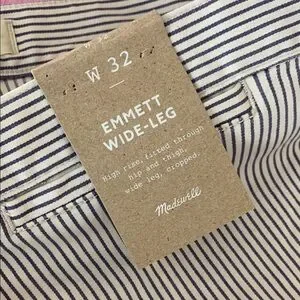 W 32
EMMETT
WIDE-LEG
High rise, fitted through
hip and thigh,
wide leg, cropped.
Madewell